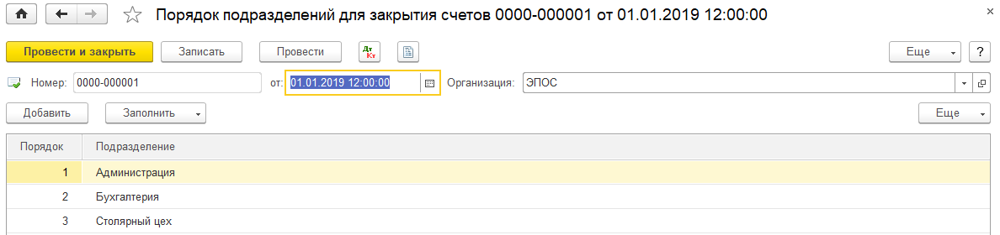 Порядок подразделений для закрытия счетов 0000-000001 от 01.01.2019 12:00:00
Провести и закрыть Записать Провести Дт Кт Еще ?
Номер: 0000-000001 от: 01.01.2019 12:00:00 Организация: ЭПОС
Добавить Заполнить Еще
Порядок Подразделение
1 Администрация
2 Бухгалтерия
3 Столярный цех